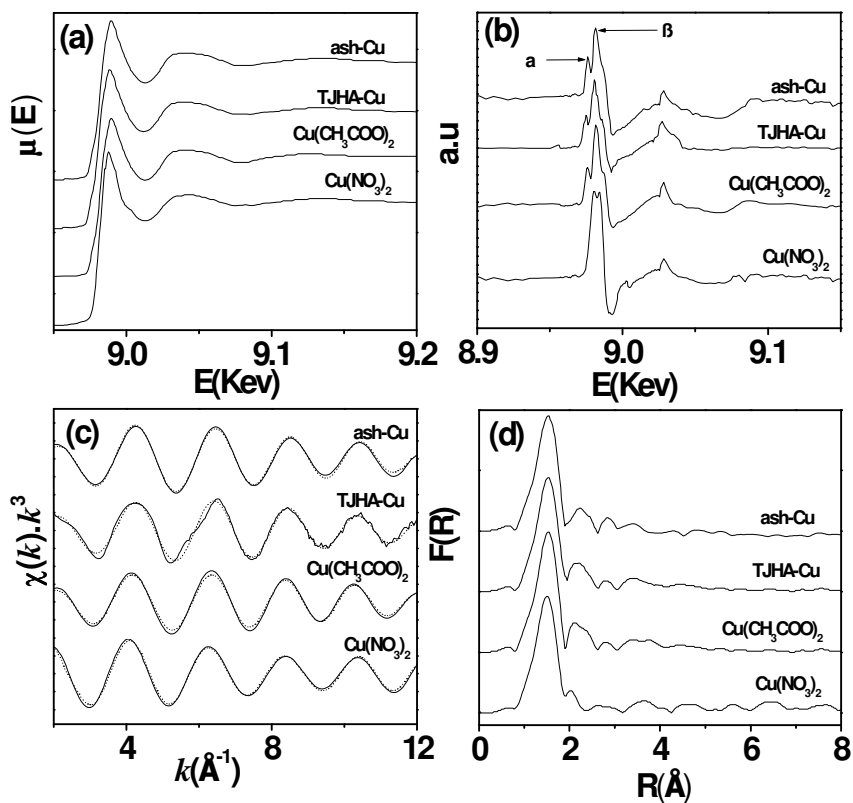 (a)
ash-Cu
TJHA-Cu
Cu(CH₃COO)₂
Cu(NO₃)₂
μ(E)
9.0 9.1 9.2
E(Kev)
(b)
a
ß
ash-Cu
TJHA-Cu
Cu(CH₃COO)₂
Cu(NO₃)₂
a.u
8.9 9.0 9.1
E(Kev)
(c)
ash-Cu
TJHA-Cu
Cu(CH₃COO)₂
Cu(NO₃)₂
χ(k).k³
4 8 12
k(Å⁻¹)
(d)
ash-Cu
TJHA-Cu
Cu(CH₃COO)₂
Cu(NO₃)₂
F(R)
0 2 4 6 8
R(Å)